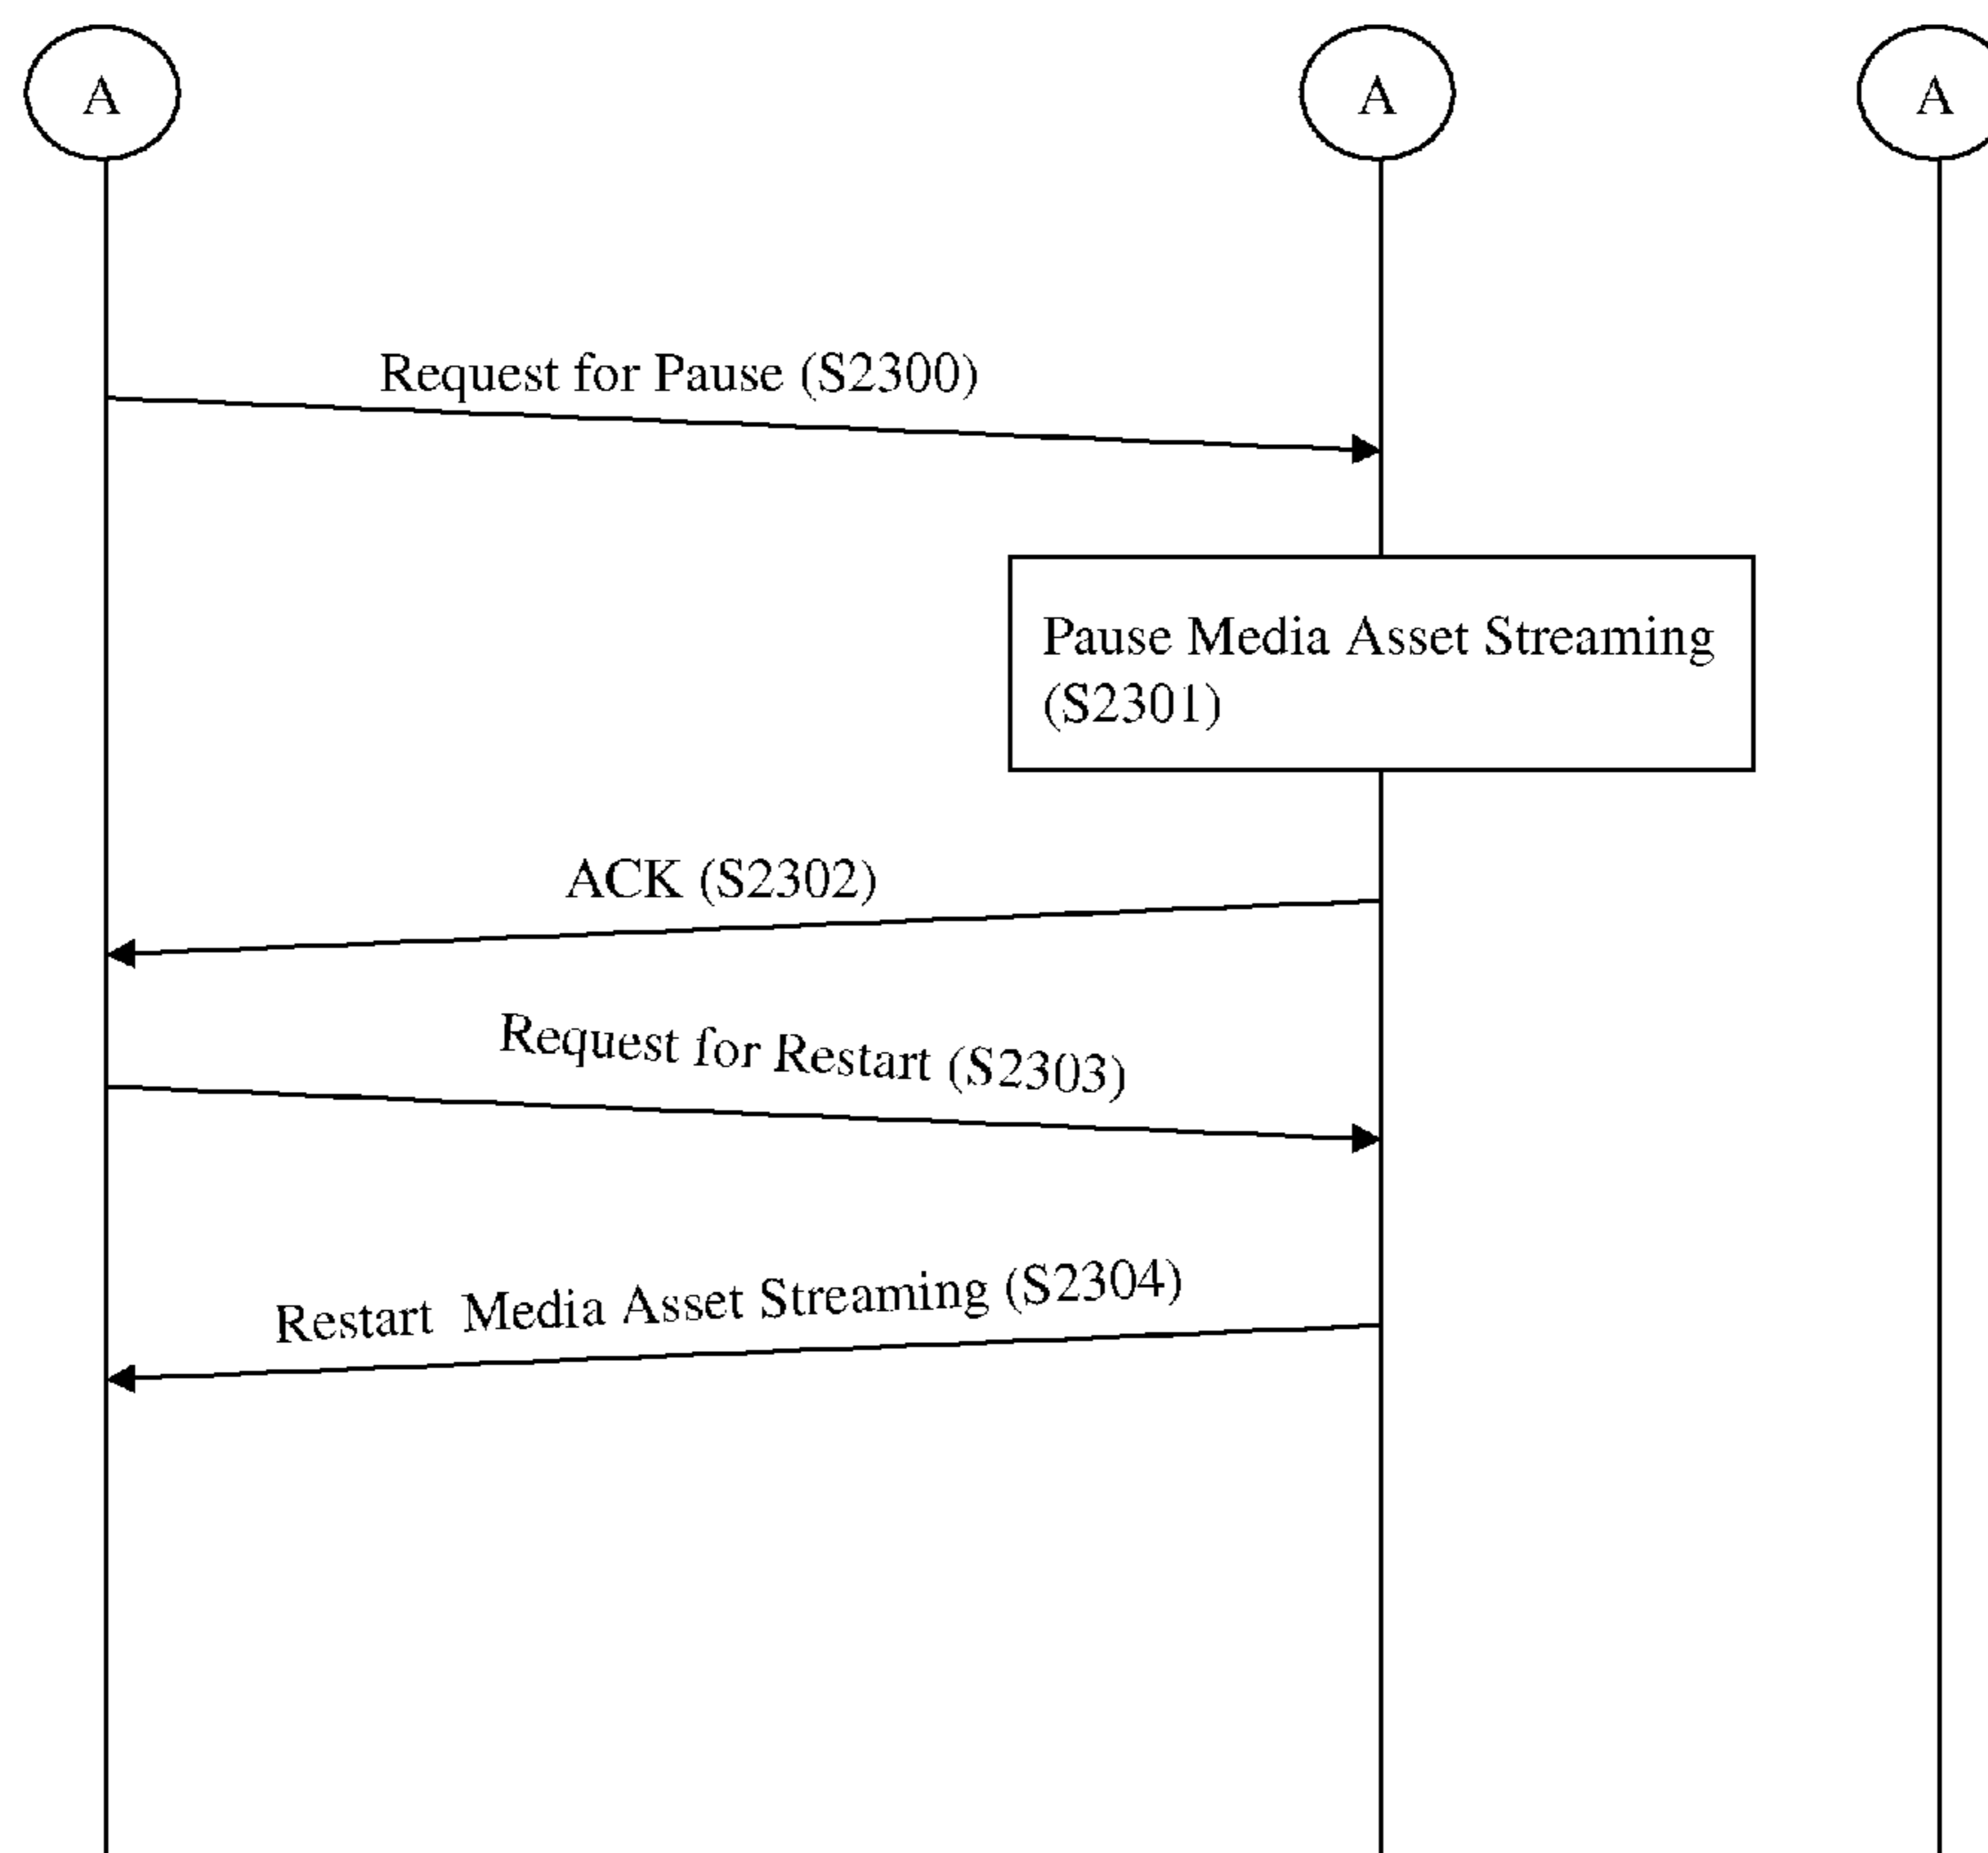 A
A
A
Request for Pause (S2300)
Pause Media Asset Streaming
(S2301)
ACK (S2302)
Request for Restart (S2303)
Restart Media Asset Streaming (S2304)